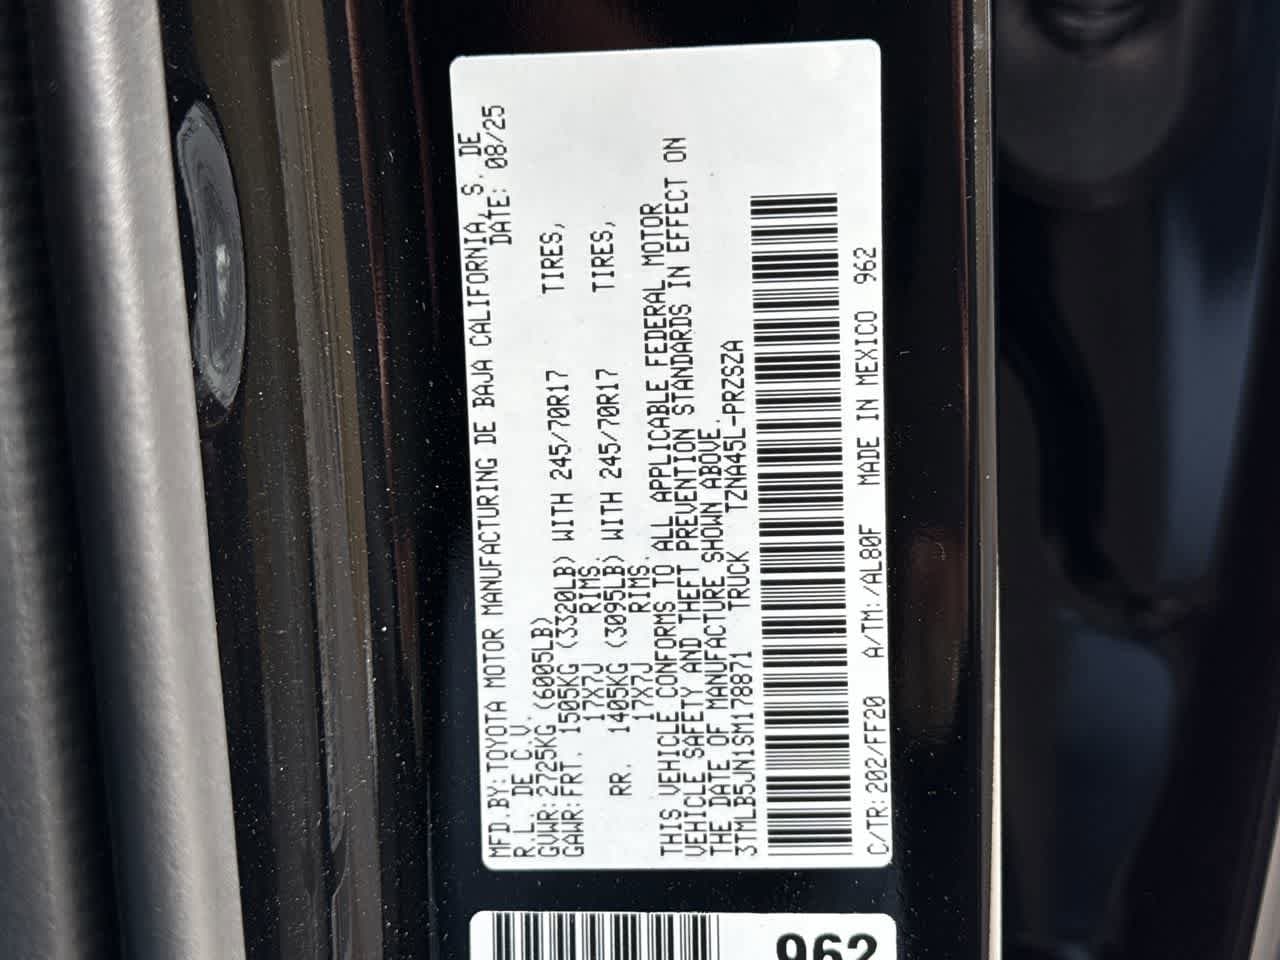 MFD.BY:TOYOTA MOTOR MANUFACTURING DE BAJA CALIFORNIA, S. DE
R.L. DE C.V. DATE: 08/25
GVWR:2725KG (6005LB)
GAWR:FRT. 1505KG (3320LB) WITH 245/70R17 TIRES,
17X7J RIMS.
RR. 1405KG (3095LB) WITH 245/70R17 TIRES,
17X7J RIMS.
THIS VEHICLE CONFORMS TO ALL APPLICABLE FEDERAL MOTOR
VEHICLE SAFETY AND THEFT PREVENTION STANDARDS IN EFFECT ON
THE DATE OF MANUFACTURE SHOWN ABOVE.
3TMLB5JN1SM178871 TRUCK TZNA45L-PRZSZA
C/TR:202/FF20 A/TM:/AL80F MADE IN MEXICO 962
962